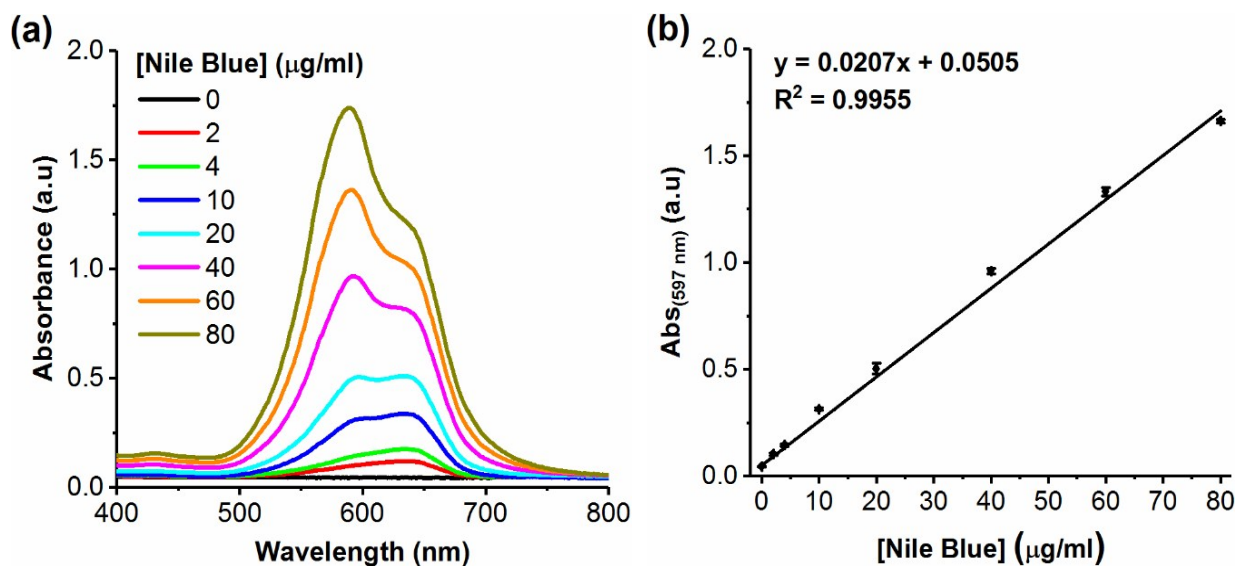 (a)
[Nile Blue] (μg/ml)
0
2
4
10
20
40
60
80
2.0
1.5
1.0
0.5
0.0
Absorbance (a.u)
400 500 600 700 800
Wavelength (nm)
(b)
y = 0.0207x + 0.0505
R² = 0.9955
2.0
1.5
1.0
0.5
0.0
Abs(597 nm) (a.u)
0 10 20 30 40 50 60 70 80
[Nile Blue] (μg/ml)